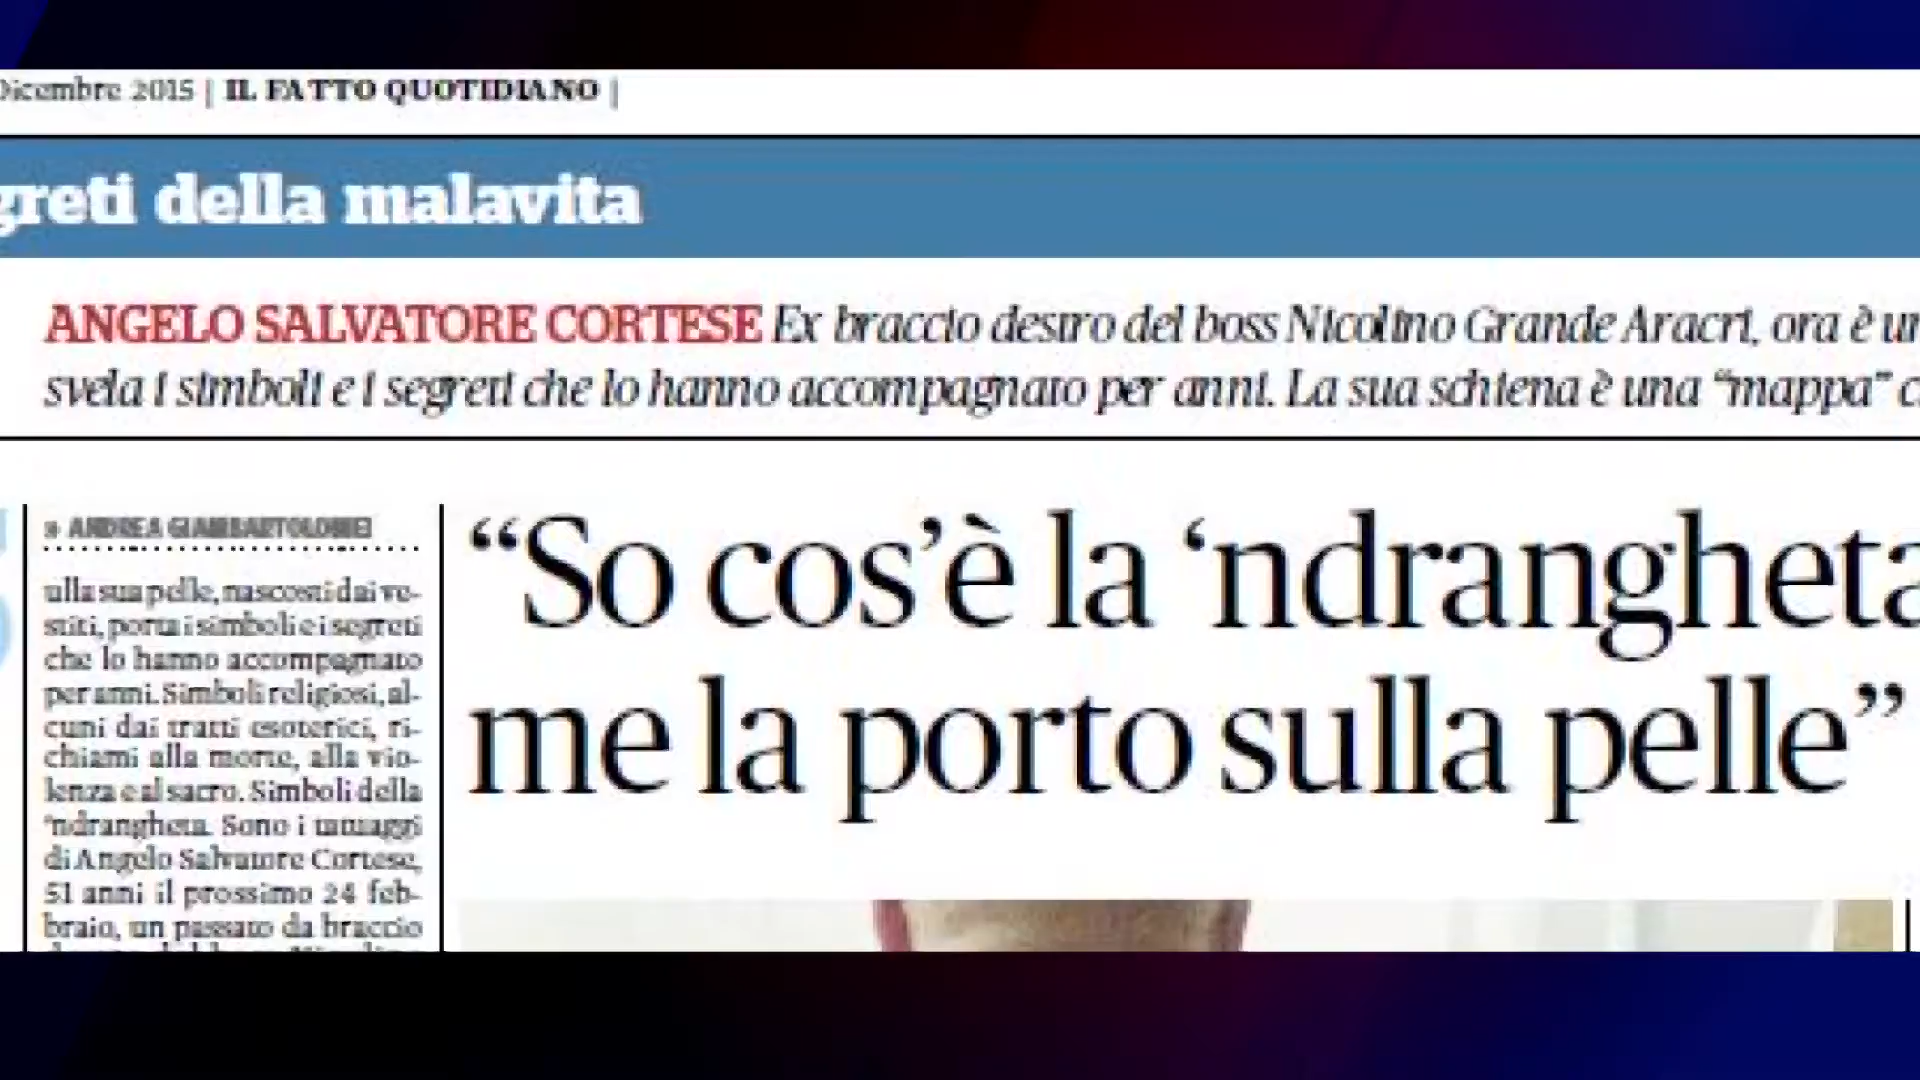 Dicembre 2015 | IL FATTO QUOTIDIANO |
greti della malavita
ANGELO SALVATORE CORTESE Ex braccio destro del boss Nicolino Grande Aracri, ora è un
svela i simboli e i segreti che lo hanno accompagnato per anni. La sua schiena è una “mappa” c
» ANDREA GIAMBARTOLOMEI
“So cos’è la ‘ndrangheta
me la porto sulla pelle”
ulla sua pelle, nascosti dai ve-
stiti, porta i simboli e i segreti
che lo hanno accompagnato
per anni. Simboli religiosi, al-
cuni dai tratti esoterici, ri-
chiami alla morte, alla vio-
lenza e al sacro. Simboli della
’ndrangheta. Sono i tatuaggi
di Angelo Salvatore Cortese,
51 anni il prossimo 24 feb-
braio, un passato da braccio